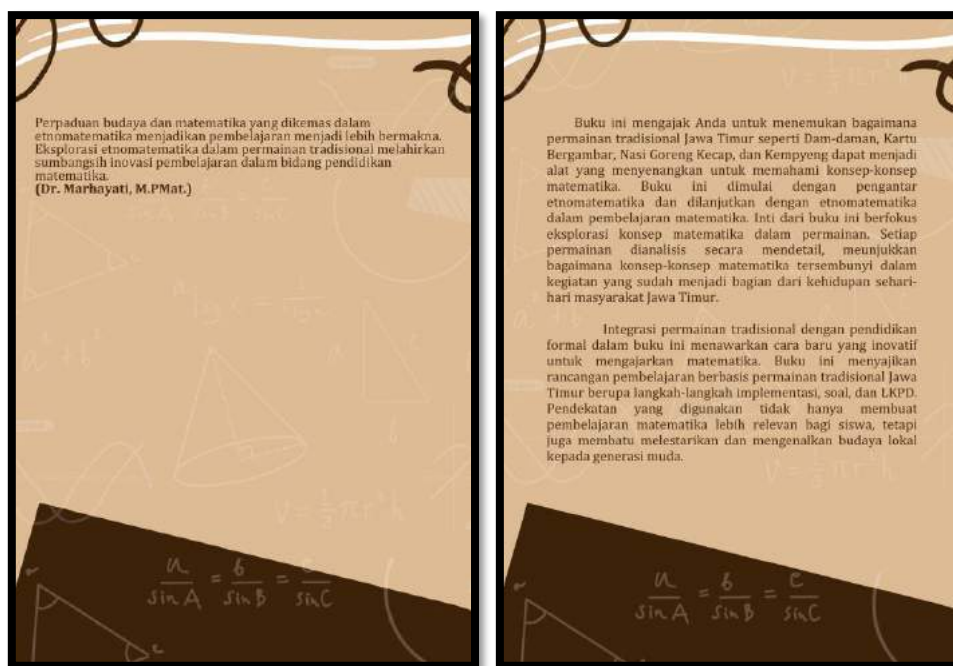 Perpaduan budaya dan matematika yang dikemas dalam
etnomatematika menjadikan pembelajaran menjadi lebih bermakna.
Eksplorasi etnomatematika dalam permainan tradisional melahirkan
sumbangsih inovasi pembelajaran dalam bidang pendidikan
matematika.
(Dr. Marhayati, M.PMat.)
V = 1/3 πr²h
a/sin A = b/sin B = c/sin C
Buku ini mengajak Anda untuk menemukan bagaimana
permainan tradisional Jawa Timur seperti Dam-daman, Kartu
Bergambar, Nasi Goreng Kecap, dan Kempyeng dapat menjadi
alat yang menyenangkan untuk memahami konsep-konsep
matematika. Buku ini dimulai dengan pengantar
etnomatematika dan dilanjutkan dengan etnomatematika
dalam pembelajaran matematika. Inti dari buku ini berfokus
eksplorasi konsep matematika dalam permainan. Setiap
permainan dianalisis secara mendetail, meunjukkan
bagaimana konsep-konsep matematika tersembunyi dalam
kegiatan yang sudah menjadi bagian dari kehidupan sehari-
hari masyarakat Jawa Timur.
Integrasi permainan tradisional dengan pendidikan
formal dalam buku ini menawarkan cara baru yang inovatif
untuk mengajarkan matematika. Buku ini menyajikan
rancangan pembelajaran berbasis permainan tradisional Jawa
Timur berupa langkah-langkah implementasi, soal, dan LKPD.
Pendekatan yang digunakan tidak hanya membuat
pembelajaran matematika lebih relevan bagi siswa, tetapi
juga membatu melestarikan dan mengenalkan budaya lokal
kepada generasi muda.
V = 1/3 πr²h
a/sin A = b/sin B = c/sin C